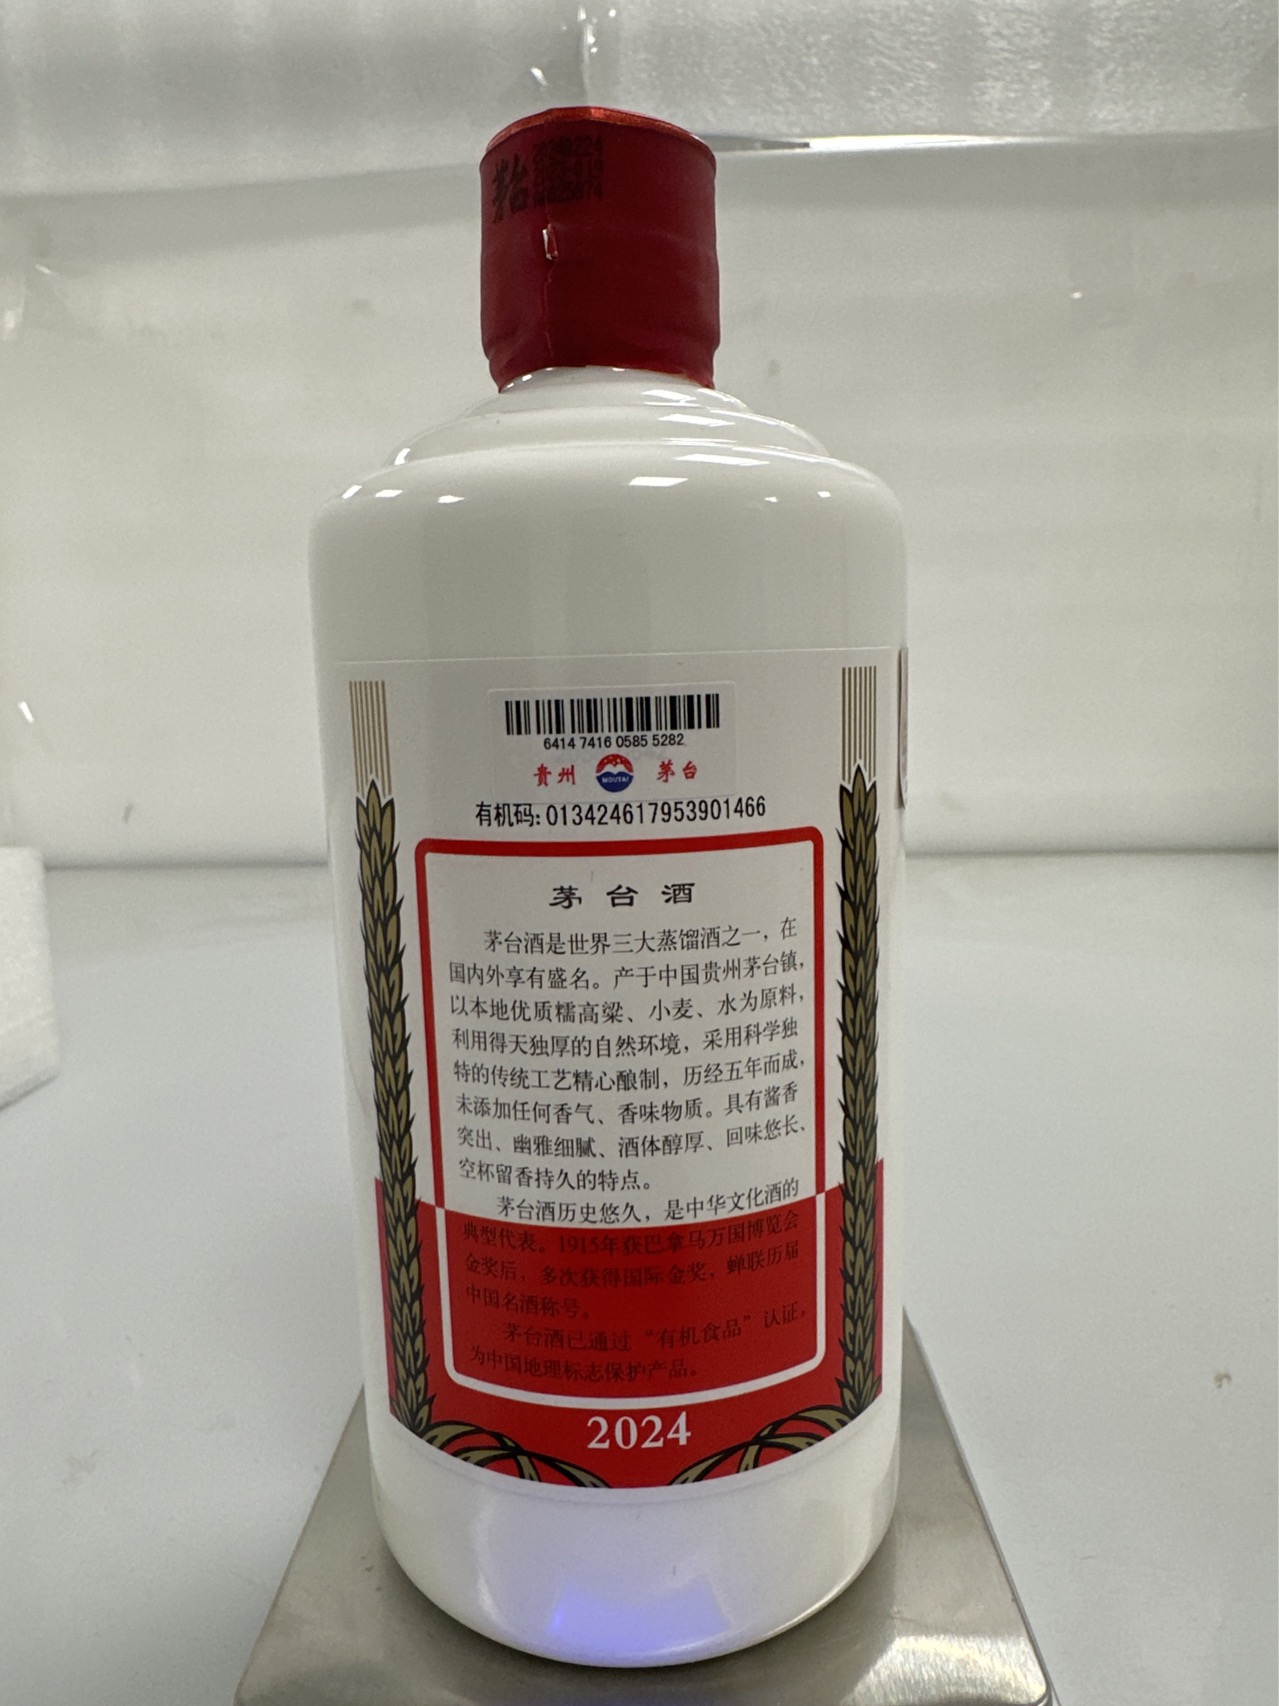 茅台
6414 7416 0585 5282
贵州 MOUTAI 茅台
有机码:013424617953901466
茅台酒
茅台酒是世界三大蒸馏酒之一，在
国内外享有盛名。产于中国贵州茅台镇，
以本地优质糯高粱、小麦、水为原料，
利用得天独厚的自然环境，采用科学独
特的传统工艺精心酿制，历经五年而成，
未添加任何香气、香味物质。具有酱香
突出、幽雅细腻、酒体醇厚、回味悠长、
空杯留香持久的特点。
茅台酒历史悠久，是中华文化酒的
典型代表。1915年获巴拿马万国博览会
金奖后，多次获得国际金奖，蝉联历届
中国名酒称号。
茅台酒已通过“有机食品”认证，
为中国地理标志保护产品。
2024